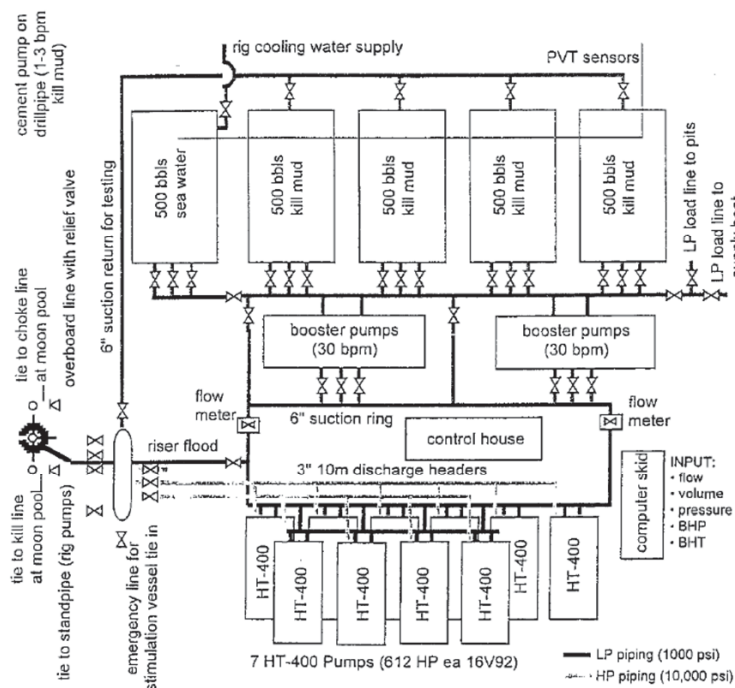 cement pump on
drillpipe (1-3 bpm
kill mud)
rig cooling water supply
PVT sensors
6" suction return for testing
500 bbls
sea water
500 bbls
kill mud
500 bbls
kill mud
500 bbls
kill mud
500 bbls
kill mud
LP load line to pits
LP load line to
overboard line with relief valve
tie to choke line
at moon pool
booster pumps
(30 bpm)
booster pumps
(30 bpm)
flow
meter
6" suction ring
flow
meter
control house
riser flood
3" 10m discharge headers
computer skid
INPUT:
• flow
• volume
• pressure
• BHP
• BHT
tie to kill line
at moon pool
tie to standpipe (rig pumps)
emergency line for
stimulation vessel tie in
HT-400
HT-400
HT-400
HT-400
HT-400
HT-400
HT-400
7 HT-400 Pumps (612 HP ea 16V92)
LP piping (1000 psi)
HP piping (10,000 psi)